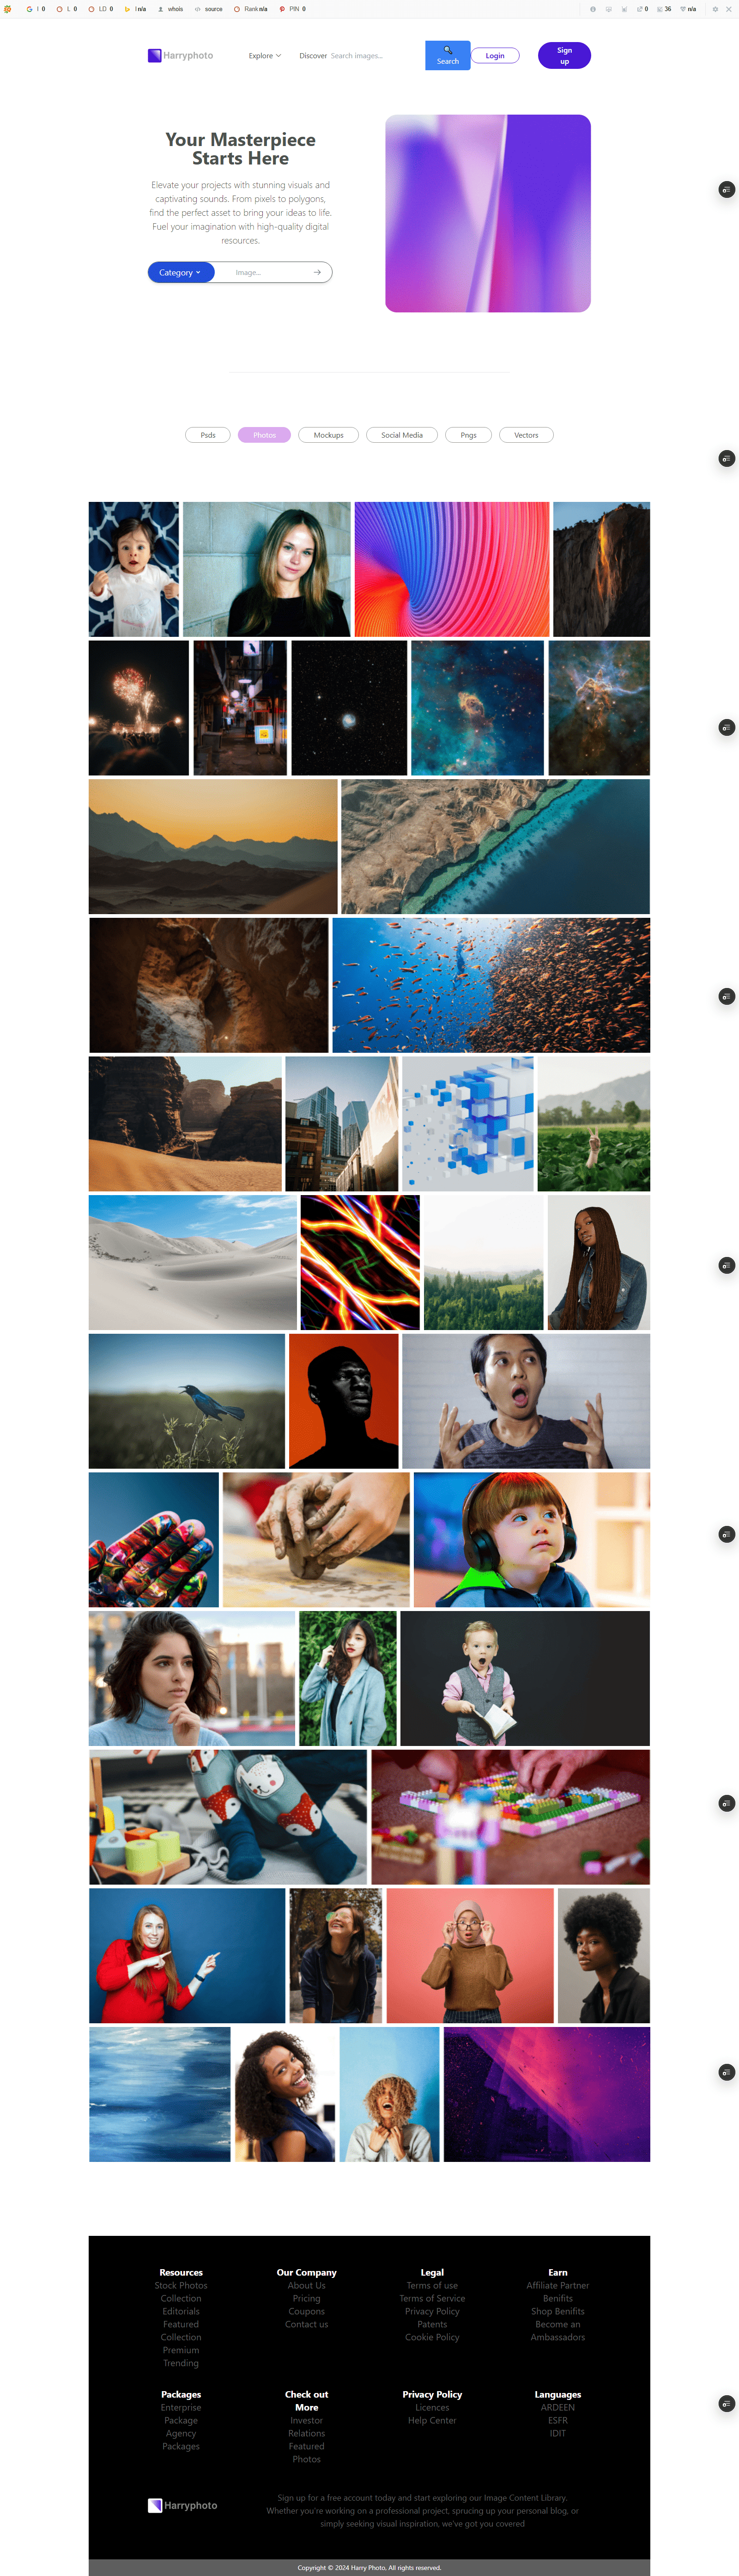 I 0 L 0 LD 0 I n/a whois source Rank n/a PIN 0 0 36 n/a
Harryphoto Explore Discover Search images... Search Login Sign up
Your Masterpiece
Starts Here
Elevate your projects with stunning visuals and
captivating sounds. From pixels to polygons,
find the perfect asset to bring your ideas to life.
Fuel your imagination with high-quality digital
resources.
Category Image...
Psds Photos Mockups Social Media Pngs Vectors
Resources
Stock Photos
Collection
Editorials
Featured
Collection
Premium
Trending
Our Company
About Us
Pricing
Coupons
Contact us
Legal
Terms of use
Terms of Service
Privacy Policy
Patents
Cookie Policy
Earn
Affiliate Partner
Benifits
Shop Benifits
Become an
Ambassadors
Packages
Enterprise
Package
Agency
Packages
Check out
More
Investor
Relations
Featured
Photos
Privacy Policy
Licences
Help Center
Languages
ARDEEN
ESFR
IDIT
Harryphoto
Sign up for a free account today and start exploring our Image Content Library.
Whether you're working on a professional project, sprucing up your personal blog, or
simply seeking visual inspiration, we've got you covered
Copyright © 2024 Harry Photo. All rights reserved.